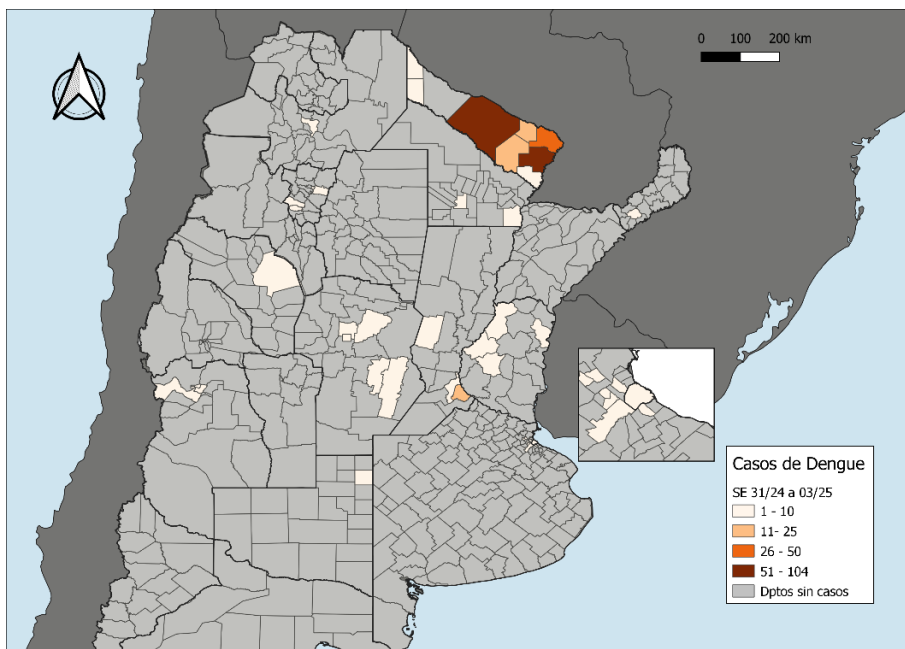 0 100 200 km
Casos de Dengue
SE 31/24 a 03/25
1 - 10
11- 25
26 - 50
51 - 104
Dptos sin casos